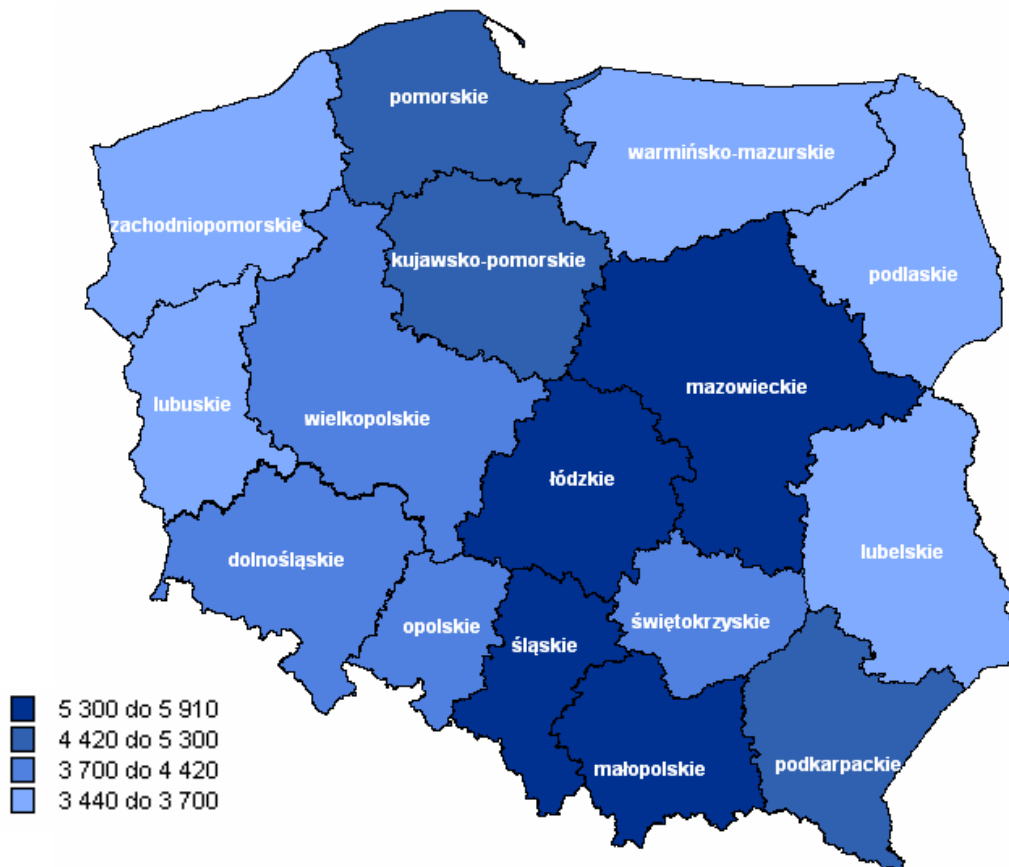 pomorskie
warmińsko-mazurskie
zachodniopomorskie
kujawsko-pomorskie
podlaskie
mazowieckie
lubuskie
wielkopolskie
łódzkie
lubelskie
dolnośląskie
opolskie
świętokrzyskie
śląskie
małopolskie
podkarpackie
5 300 do 5 910
4 420 do 5 300
3 700 do 4 420
3 440 do 3 700